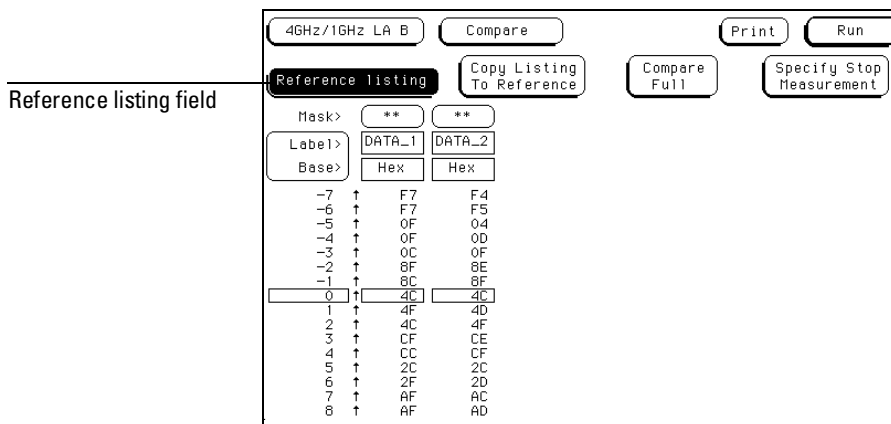 4GHz/1GHz LA B Compare Print Run
Reference listing Copy Listing To Reference Compare Full Specify Stop Measurement
Reference listing field
Mask> ** **
Label> DATA_1 DATA_2
Base> Hex Hex
-7 ↑ F7 F4
-6 ↑ F7 F5
-5 ↑ 0F 04
-4 ↑ 0F 0D
-3 ↑ 0C 0F
-2 ↑ 8F 8E
-1 ↑ 8C 8F
0 ↑ 4C 4C
1 ↑ 4F 4D
2 ↑ 4C 4F
3 ↑ CF CE
4 ↑ CC CF
5 ↑ 2C 2C
6 ↑ 2F 2D
7 ↑ AF AC
8 ↑ AF AD